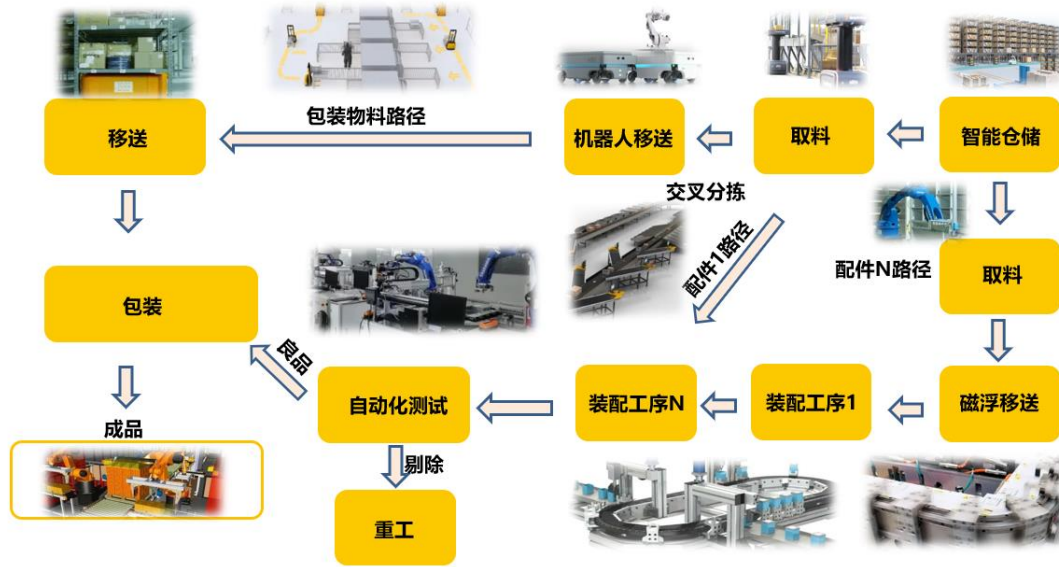 包装物料路径
移送
机器人移送
取料
智能仓储
交叉分拣
配件1路径
配件N路径
取料
包装
良品
自动化测试
装配工序N
装配工序1
磁浮移送
成品
剔除
重工